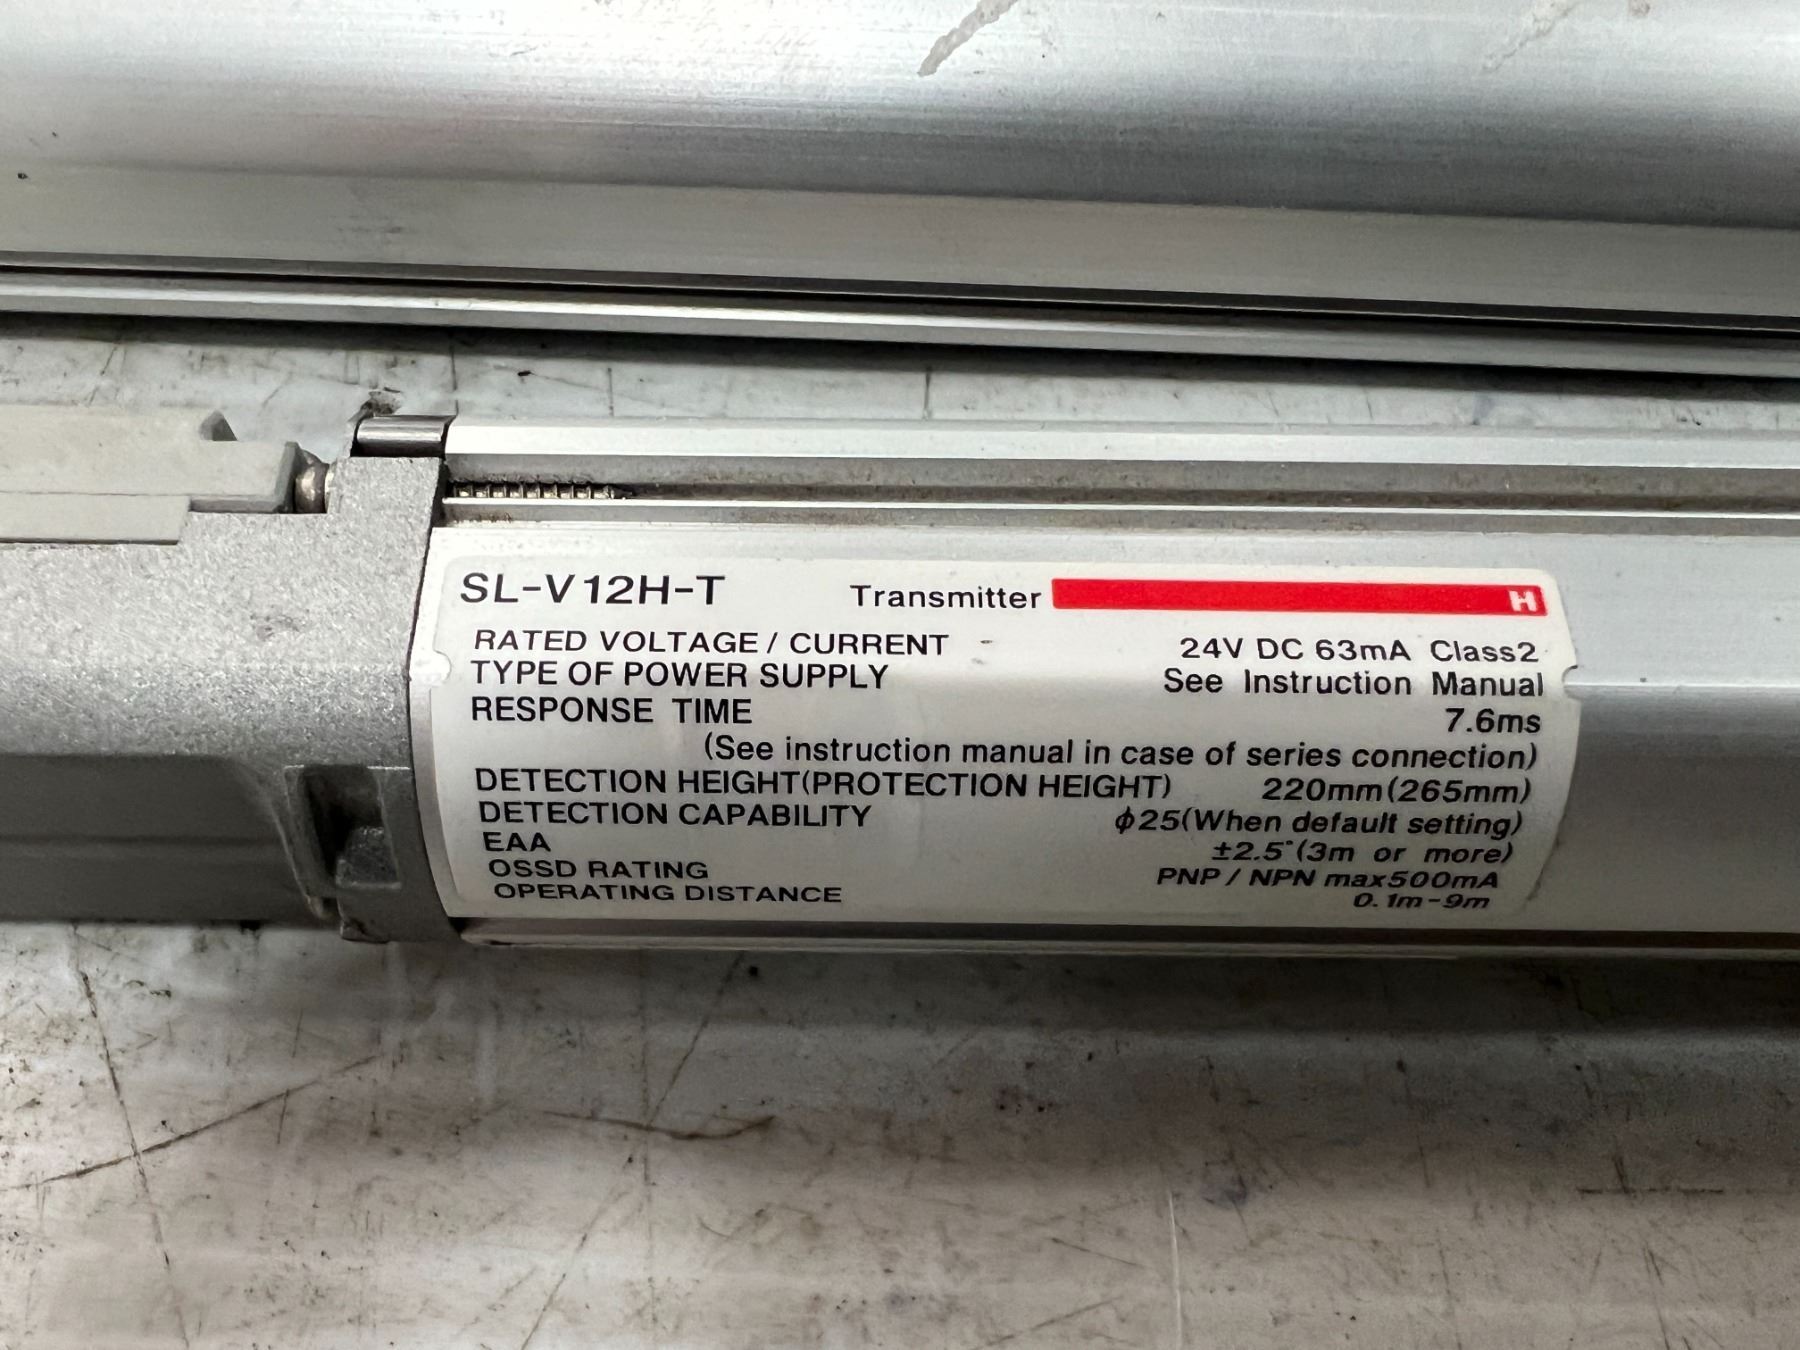 SL-V12H-T Transmitter H
RATED VOLTAGE / CURRENT 24V DC 63mA Class2
TYPE OF POWER SUPPLY See Instruction Manual
RESPONSE TIME 7.6ms
(See instruction manual in case of series connection)
DETECTION HEIGHT(PROTECTION HEIGHT) 220mm(265mm)
DETECTION CAPABILITY ϕ25(When default setting)
EAA ±2.5°(3m or more)
OSSD RATING PNP / NPN max500mA
OPERATING DISTANCE 0.1m-9m